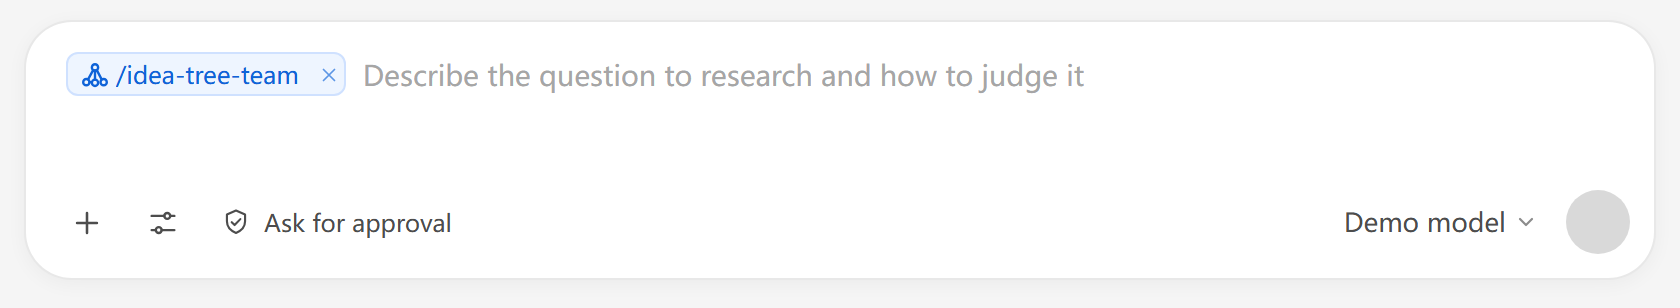 /idea-tree-team × Describe the question to research and how to judge it
Ask for approval Demo model